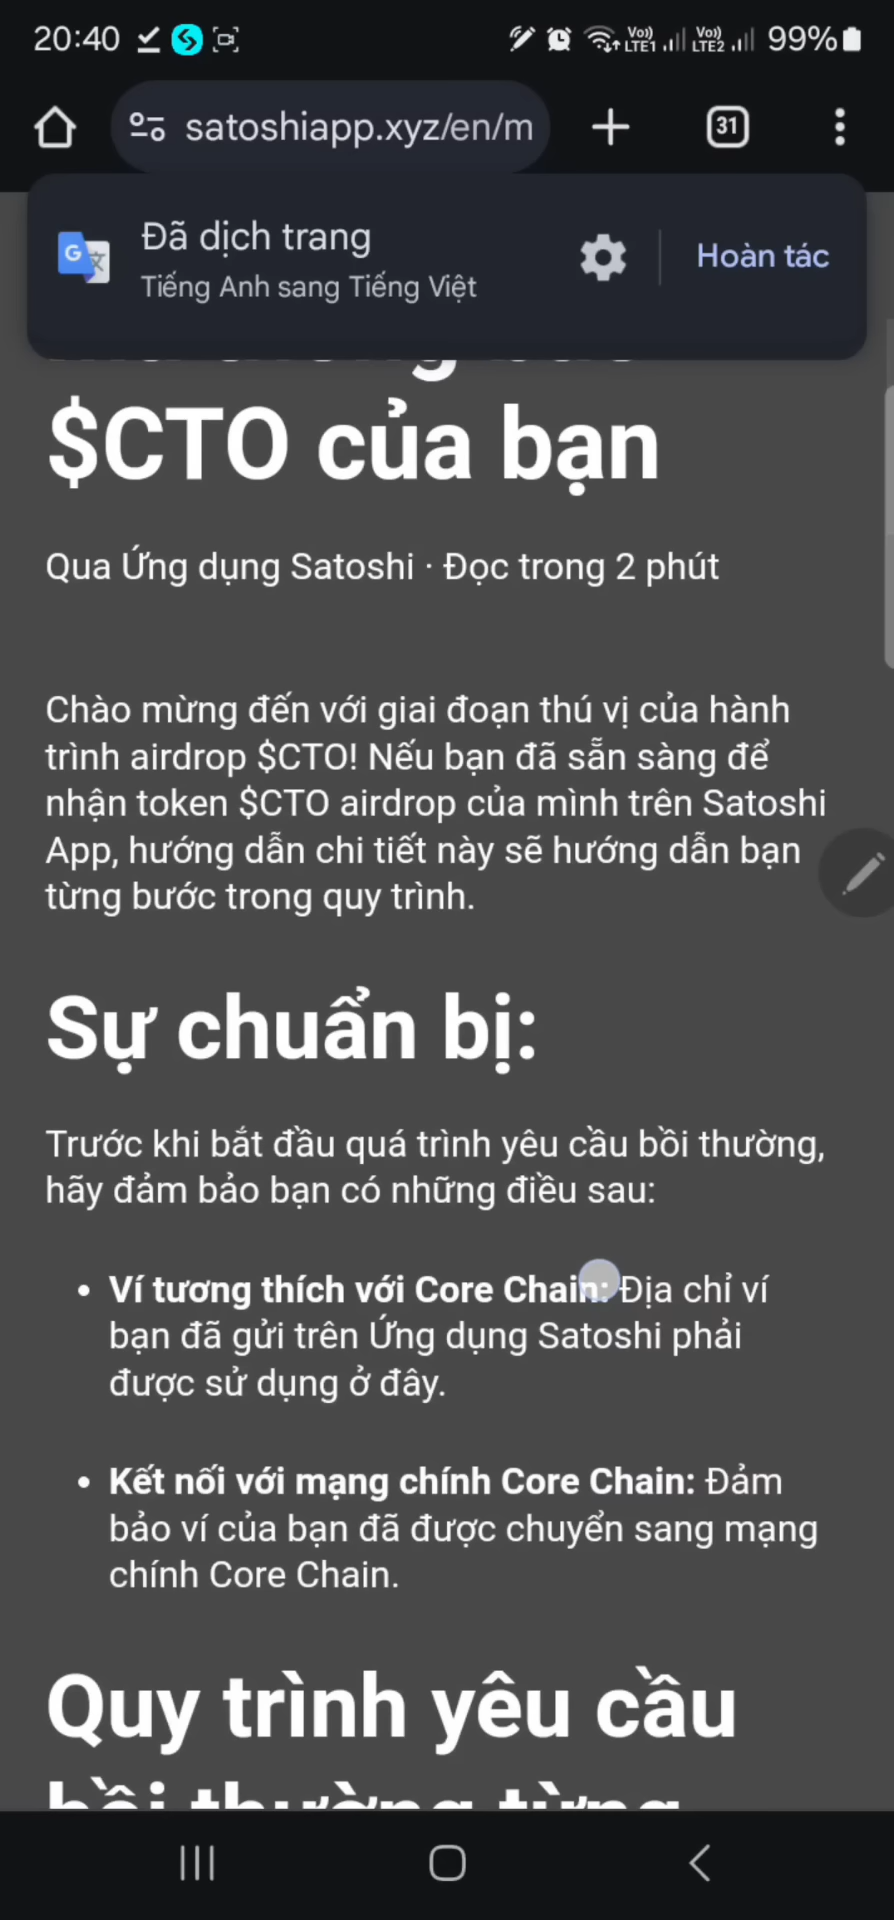 20:40
Vo)) LTE1
Vo)) LTE2
99%
satoshiapp.xyz/en/m
31
Đã dịch trang
Tiếng Anh sang Tiếng Việt
Hoàn tác
$CTO của bạn
Qua Ứng dụng Satoshi · Đọc trong 2 phút
Chào mừng đến với giai đoạn thú vị của hành
trình airdrop $CTO! Nếu bạn đã sẵn sàng để
nhận token $CTO airdrop của mình trên Satoshi
App, hướng dẫn chi tiết này sẽ hướng dẫn bạn
từng bước trong quy trình.
Sự chuẩn bị:
Trước khi bắt đầu quá trình yêu cầu bồi thường,
hãy đảm bảo bạn có những điều sau:
• Ví tương thích với Core Chain: Địa chỉ ví
bạn đã gửi trên Ứng dụng Satoshi phải
được sử dụng ở đây.
• Kết nối với mạng chính Core Chain: Đảm
bảo ví của bạn đã được chuyển sang mạng
chính Core Chain.
Quy trình yêu cầu
bồi thường từng